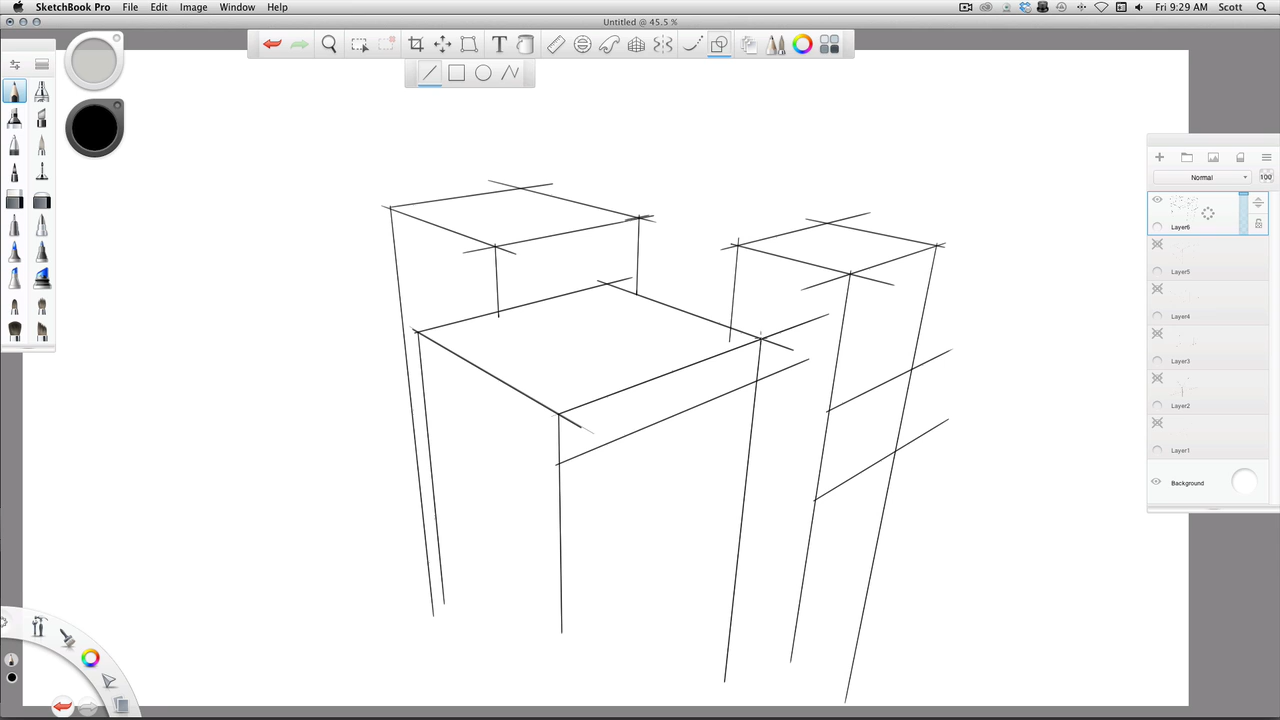 SketchBook Pro File Edit Image Window Help Fri 9:29 AM Scott
Untitled @ 45.5 %
T
Normal 100
Layer6
Layer5
Layer4
Layer3
Layer2
Layer1
Background